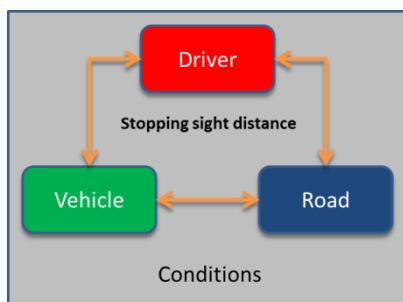 Driver
Stopping sight distance
Vehicle
Road
Conditions